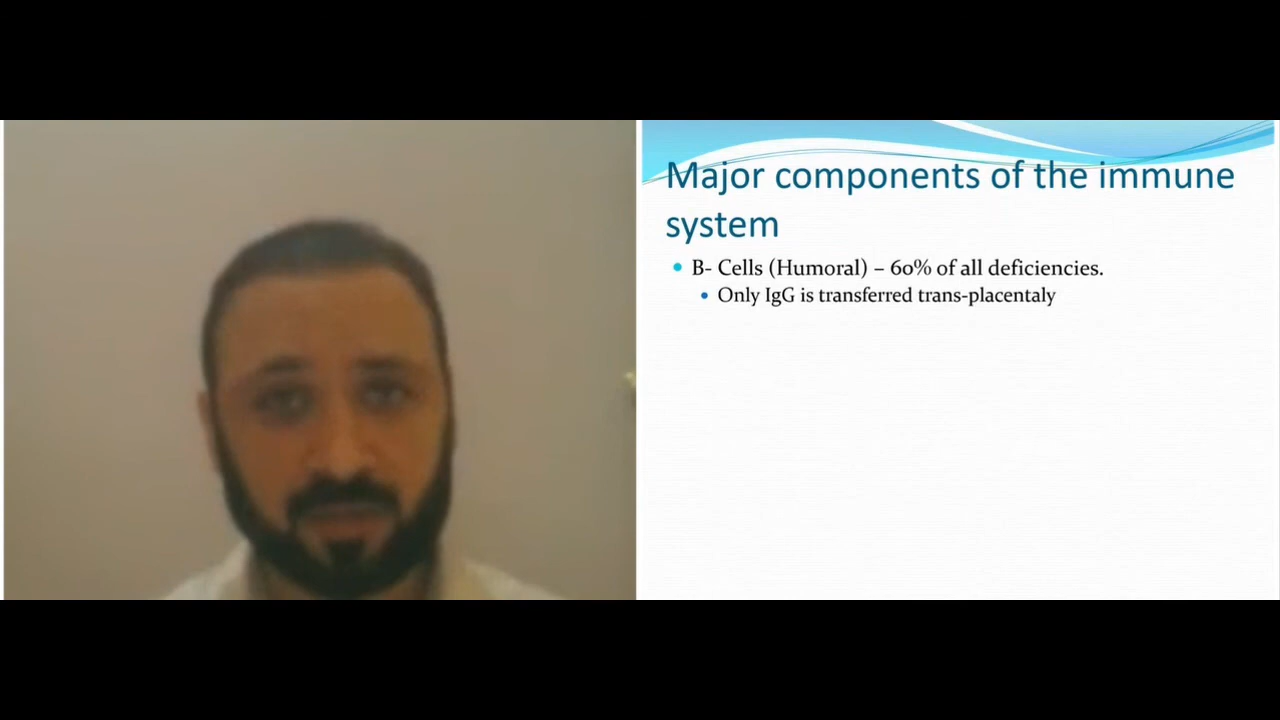 Major components of the immune
system
B- Cells (Humoral) – 60% of all deficiencies.
Only IgG is transferred trans-placentaly